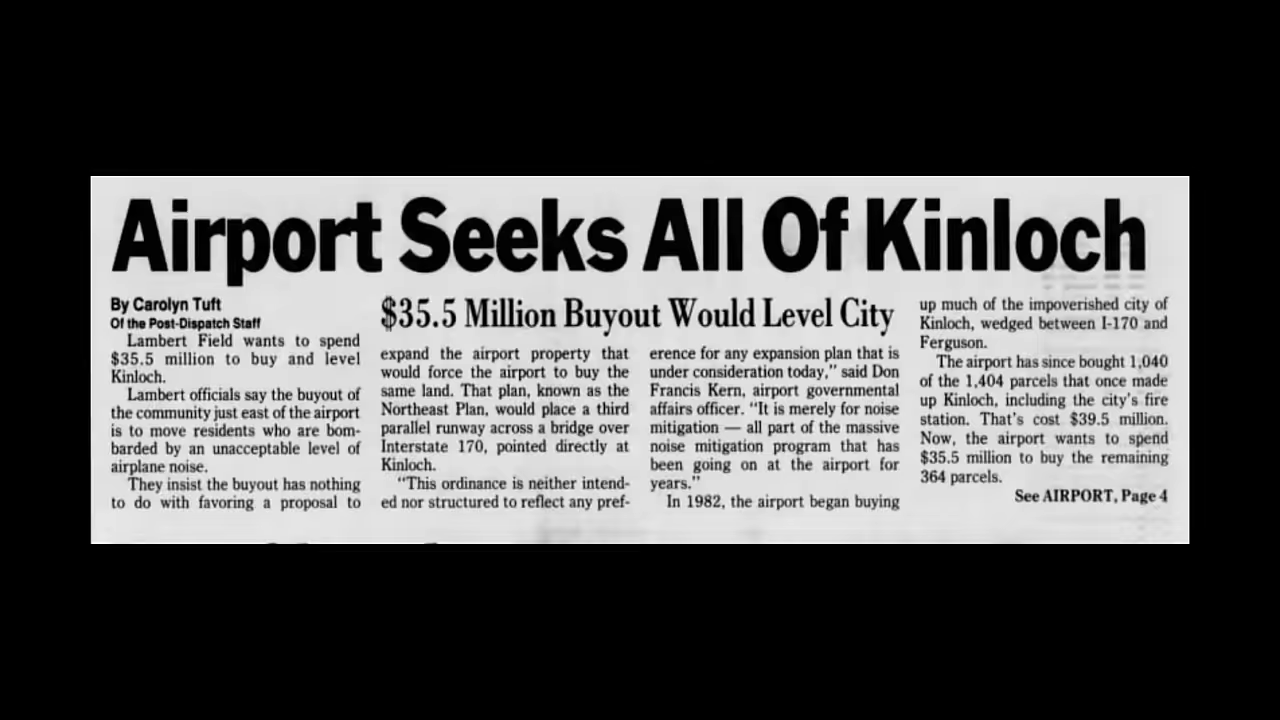 Airport Seeks All Of Kinloch
By Carolyn Tuft
Of the Post-Dispatch Staff
Lambert Field wants to spend
$35.5 million to buy and level
Kinloch.
Lambert officials say the buyout of
the community just east of the airport
is to move residents who are bom-
barded by an unacceptable level of
airplane noise.
They insist the buyout has nothing
to do with favoring a proposal to
$35.5 Million Buyout Would Level City
expand the airport property that
would force the airport to buy the
same land. That plan, known as the
Northeast Plan, would place a third
parallel runway across a bridge over
Interstate 170, pointed directly at
Kinloch.
"This ordinance is neither intend-
ed nor structured to reflect any pref-
erence for any expansion plan that is
under consideration today," said Don
Francis Kern, airport governmental
affairs officer. "It is merely for noise
mitigation — all part of the massive
noise mitigation program that has
been going on at the airport for
years."
In 1982, the airport began buying
up much of the impoverished city of
Kinloch, wedged between I-170 and
Ferguson.
The airport has since bought 1,040
of the 1,404 parcels that once made
up Kinloch, including the city's fire
station. That's cost $39.5 million.
Now, the airport wants to spend
$35.5 million to buy the remaining
364 parcels.
See AIRPORT, Page 4